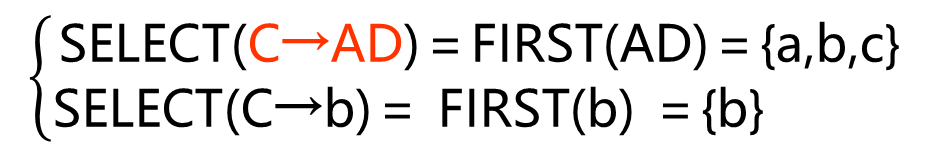 SELECT(C→AD) = FIRST(AD) = {a,b,c}
SELECT(C→b) = FIRST(b) = {b}